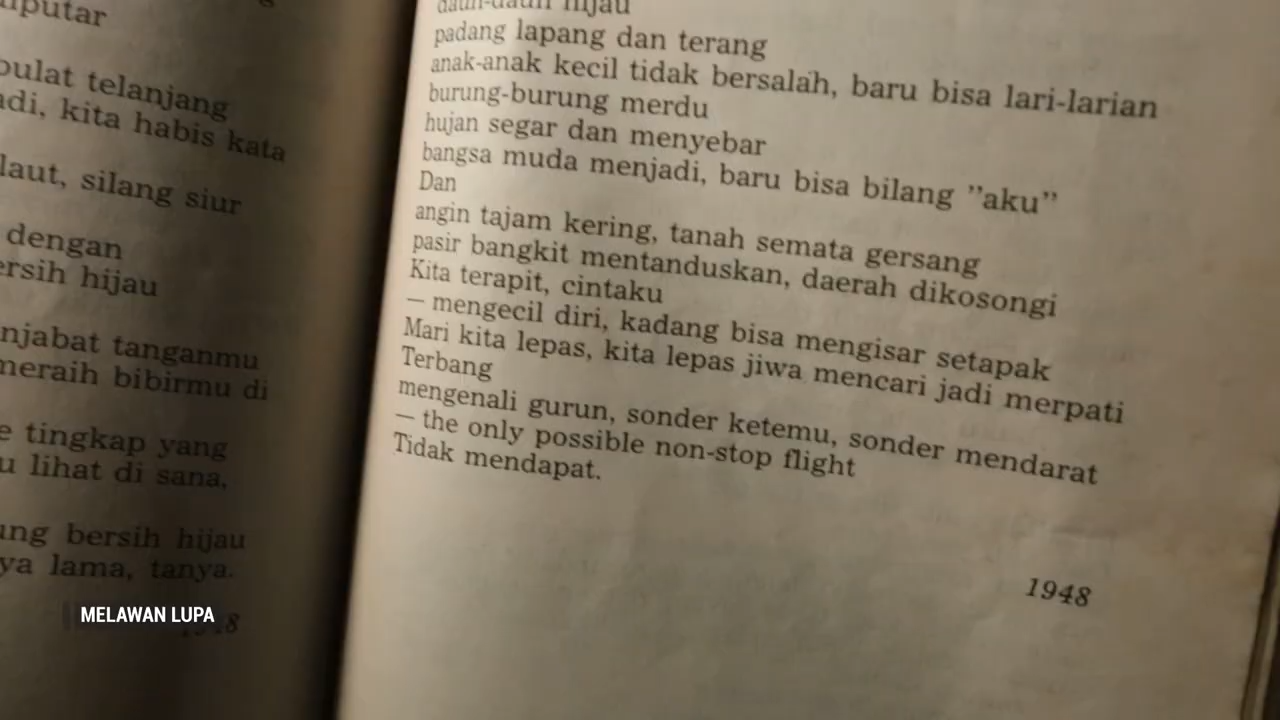 putar
bulat telanjang
adi, kita habis kata
laut, silang siur
dengan
ersih hijau
njabat tanganmu
meraih bibirmu di
e tingkap yang
u lihat di sana,
ung bersih hijau
ya lama, tanya.
daun-daun hijau
padang lapang dan terang
anak-anak kecil tidak bersalah, baru bisa lari-larian
burung-burung merdu
hujan segar dan menyebar
bangsa muda menjadi, baru bisa bilang ”aku”
Dan
angin tajam kering, tanah semata gersang
pasir bangkit mentanduskan, daerah dikosongi
Kita terapit, cintaku
— mengecil diri, kadang bisa mengisar setapak
Mari kita lepas, kita lepas jiwa mencari jadi merpati
Terbang
mengenali gurun, sonder ketemu, sonder mendarat
— the only possible non-stop flight
Tidak mendapat.
1948
MELAWAN LUPA